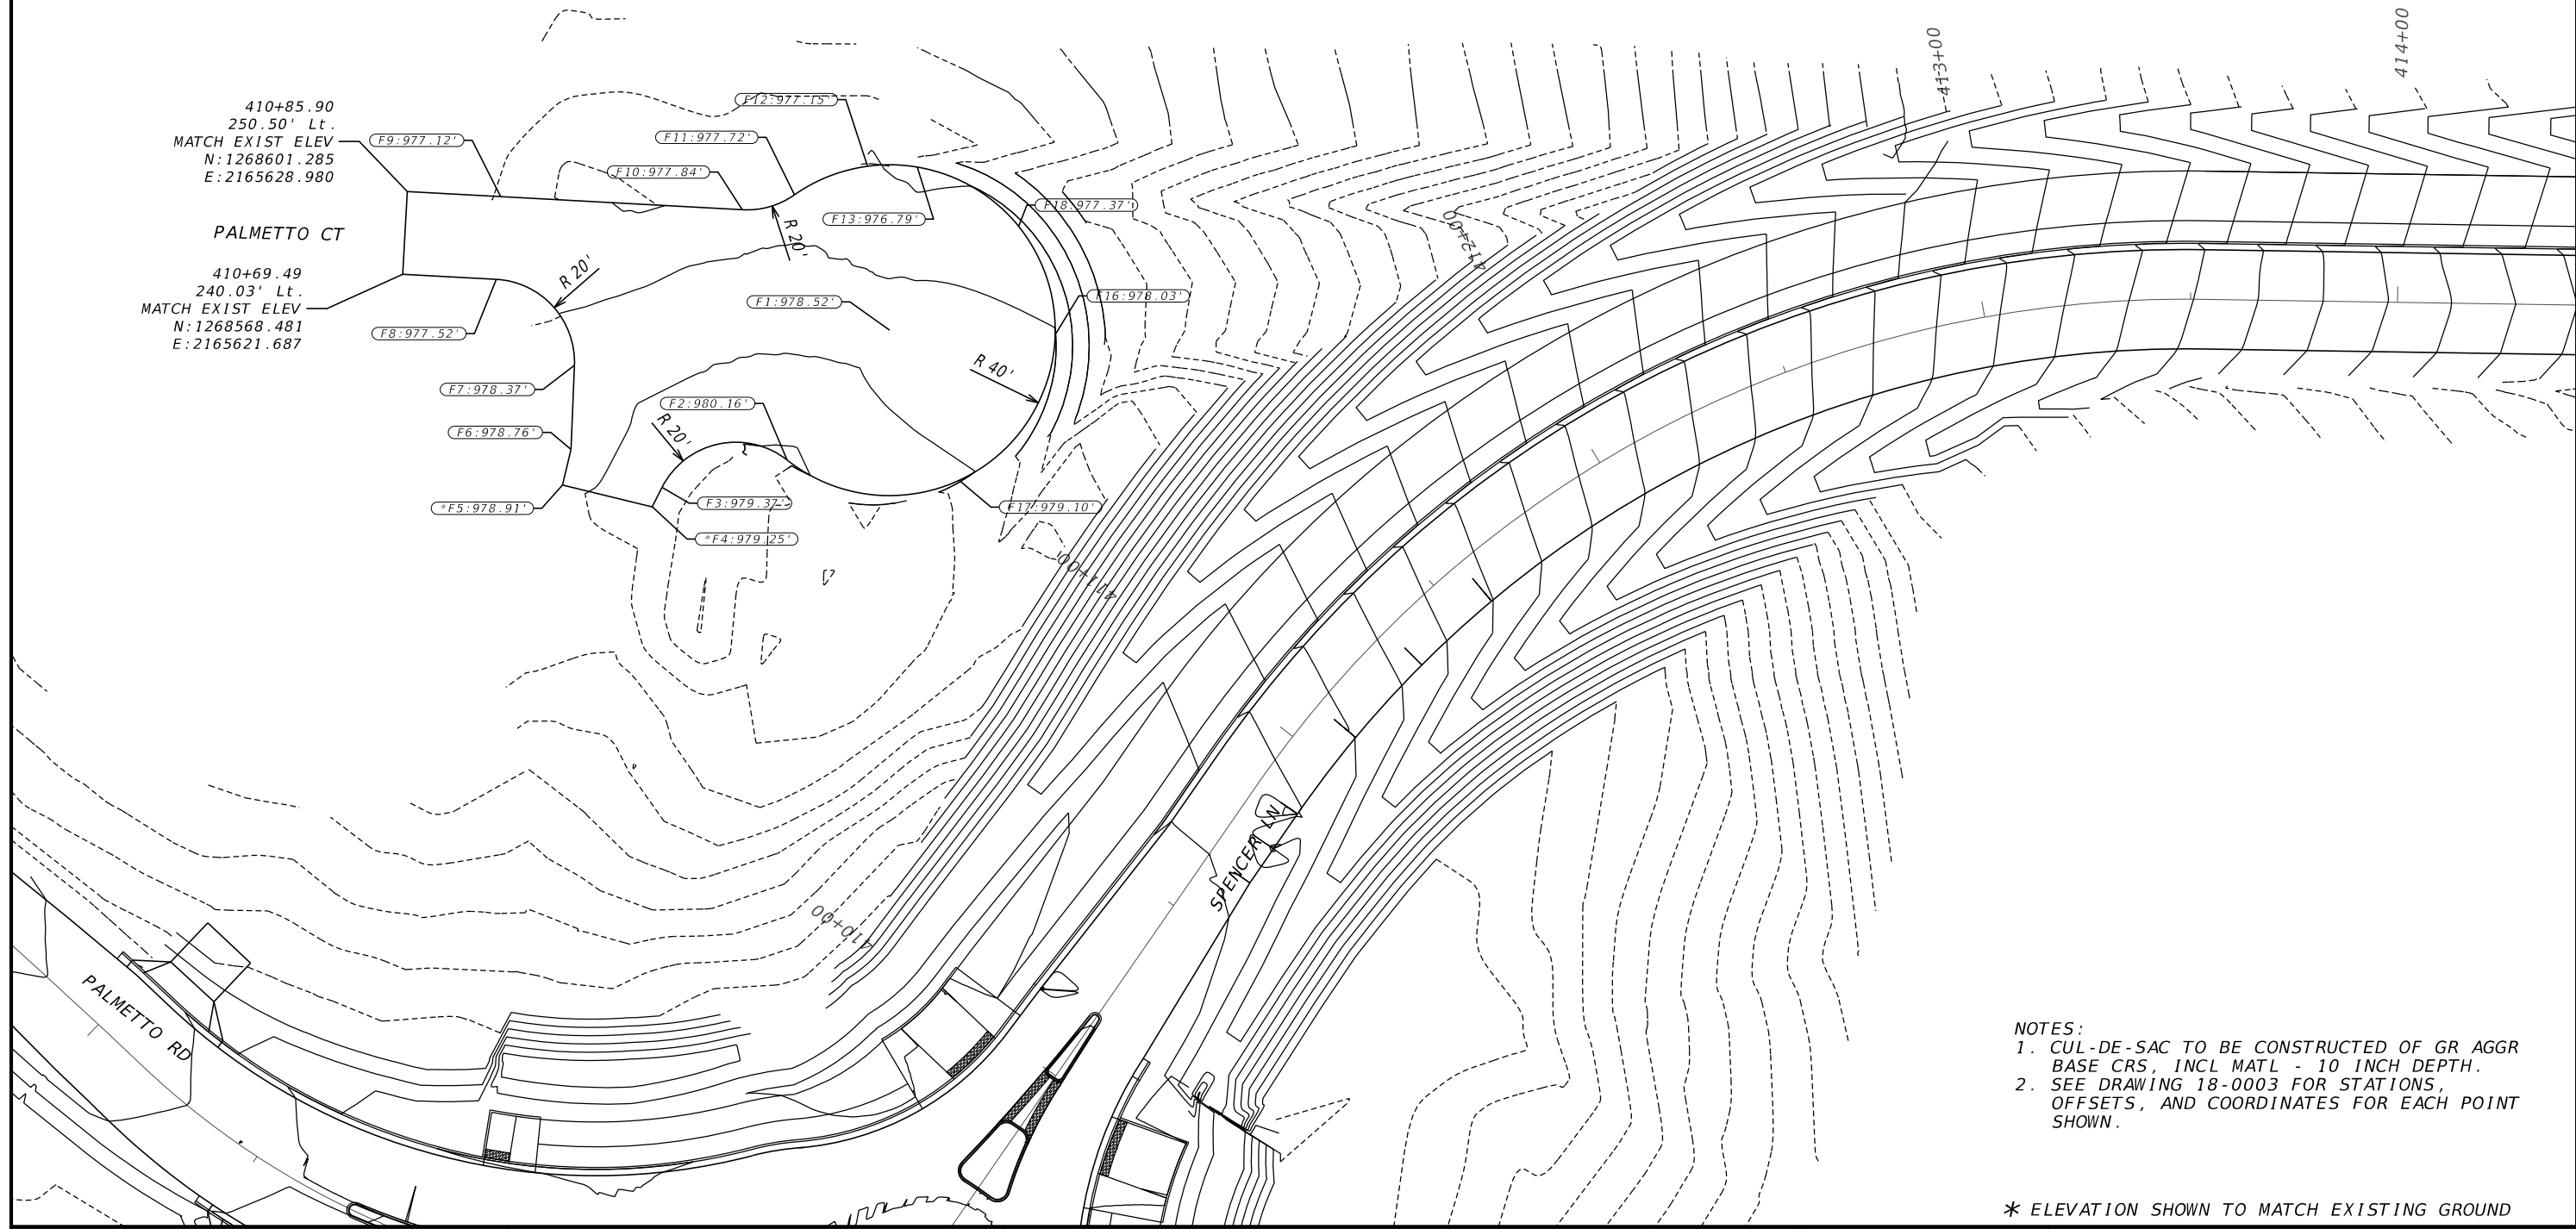 413+00
414+00
410+85.90
250.50' Lt.
MATCH EXIST ELEV
N:1268601.285
E:2165628.980
F9:977.12'
F12:977.15'
F11:977.72'
F10:977.84'
F13:976.79'
F18:977.37'
PALMETTO CT
R 20'
R 20'
412+00
410+69.49
240.03' Lt.
MATCH EXIST ELEV
N:1268568.481
E:2165621.687
F1:978.52'
F16:978.03'
F8:977.52'
R 40'
F7:978.37'
F2:980.16'
R 20'
F6:978.76'
*F5:978.91'
F3:979.37'
F17:979.10'
*F4:979.25'
411+00
SPENCER LN
410+00
PALMETTO RD
NOTES:
1. CUL-DE-SAC TO BE CONSTRUCTED OF GR AGGR
BASE CRS, INCL MATL - 10 INCH DEPTH.
2. SEE DRAWING 18-0003 FOR STATIONS,
OFFSETS, AND COORDINATES FOR EACH POINT
SHOWN.
* ELEVATION SHOWN TO MATCH EXISTING GROUND